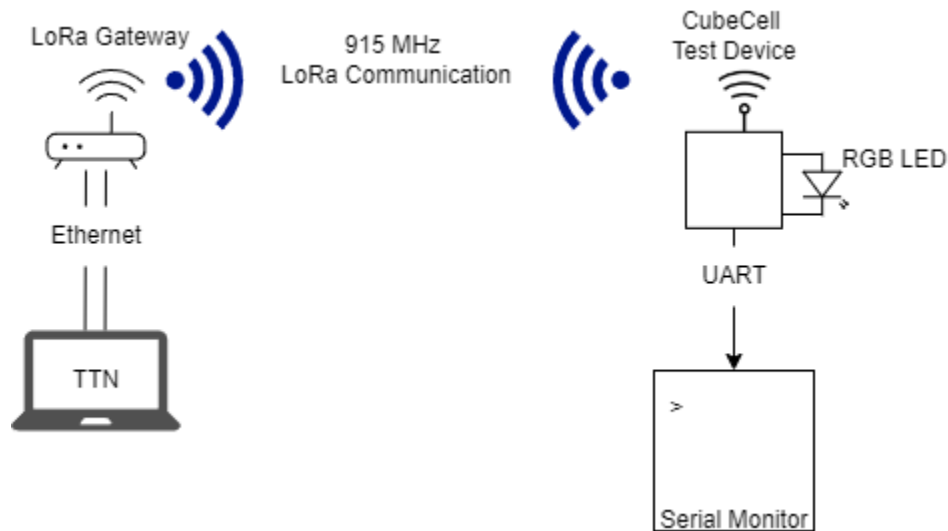 LoRa Gateway
915 MHz
LoRa Communication
CubeCell
Test Device
RGB LED
Ethernet
UART
TTN
>
Serial Monitor